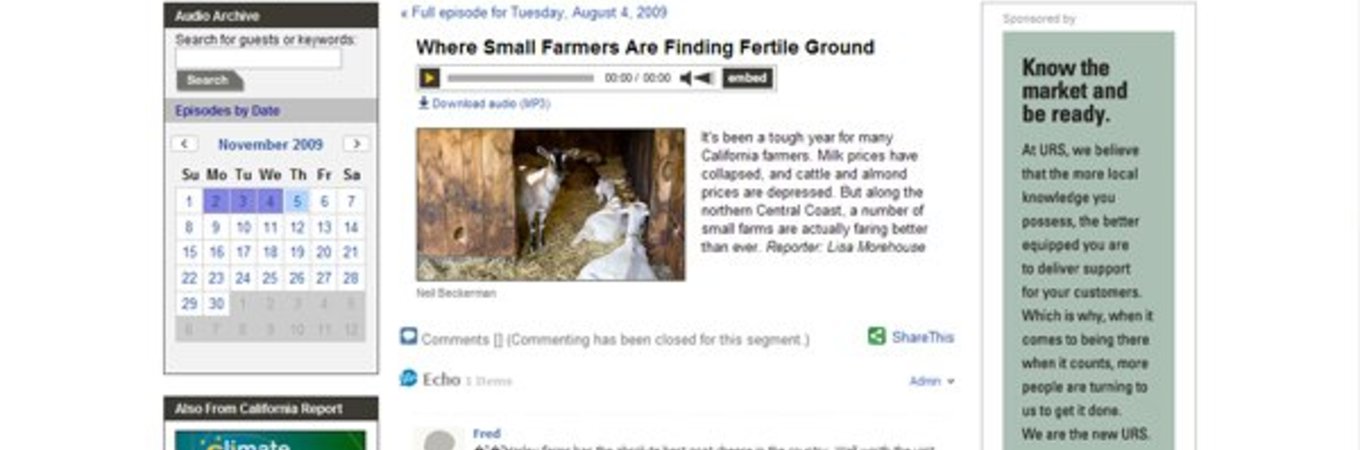 Audio Archive
Search for guests or keywords:
Search
Episodes by Date
November 2009
Su Mo Tu We Th Fr Sa
1 2 3 4 5 6 7
8 9 10 11 12 13 14
15 16 17 18 19 20 21
22 23 24 25 26 27 28
29 30 1 2 3 4 5
6 7 8 9 10 11 12
Also From California Report
climate
« Full episode for Tuesday, August 4, 2009
Where Small Farmers Are Finding Fertile Ground
00:00 / 00:00
embed
Download audio (MP3)
It's been a tough year for many
California farmers. Milk prices have
collapsed, and cattle and almond
prices are depressed. But along the
northern Central Coast, a number of
small farms are actually faring better
than ever. Reporter: Lisa Morehouse
Neil Beckerman
Comments [] (Commenting has been closed for this segment.)
ShareThis
Echo 1 Items
Admin
Fred
Sponsored by
Know the
market and
be ready.
At URS, we believe
that the more local
knowledge you
possess, the better
equipped you are
to deliver support
for your customers.
Which is why, when it
comes to being there
when it counts, more
people are turning to
us to get it done.
We are the new URS.